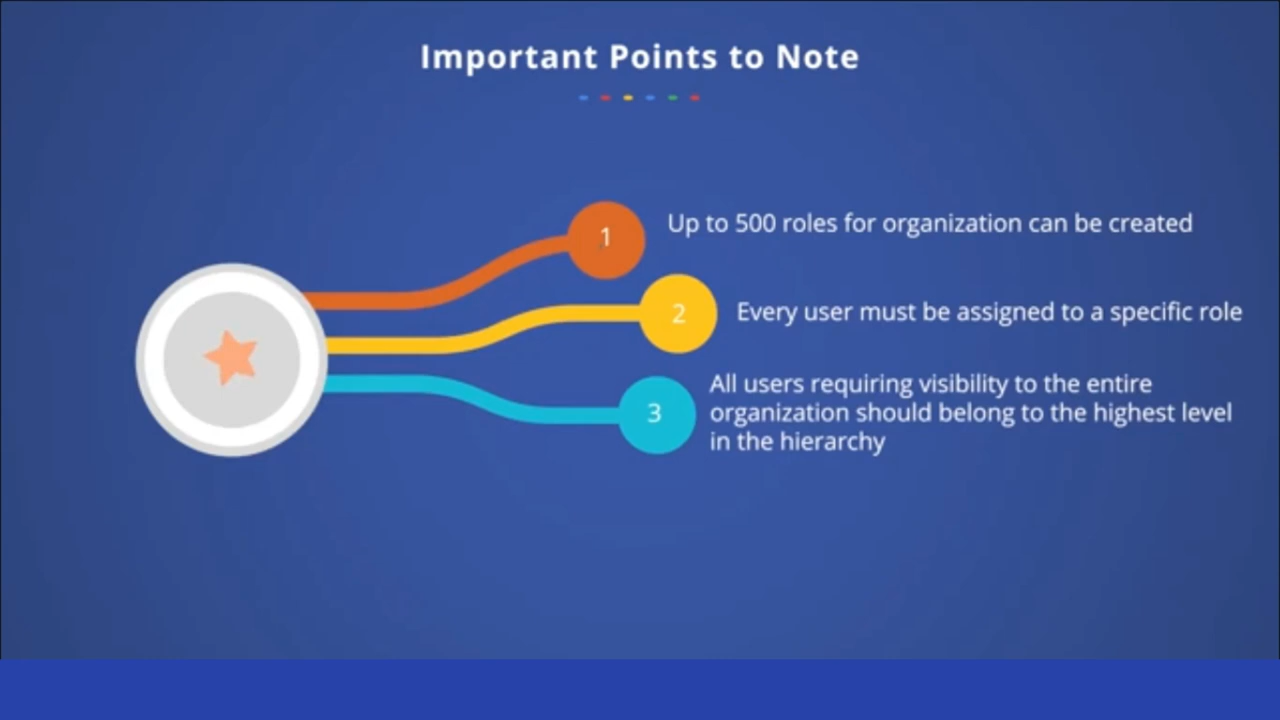 Important Points to Note
1
Up to 500 roles for organization can be created
2
Every user must be assigned to a specific role
3
All users requiring visibility to the entire
organization should belong to the highest level
in the hierarchy